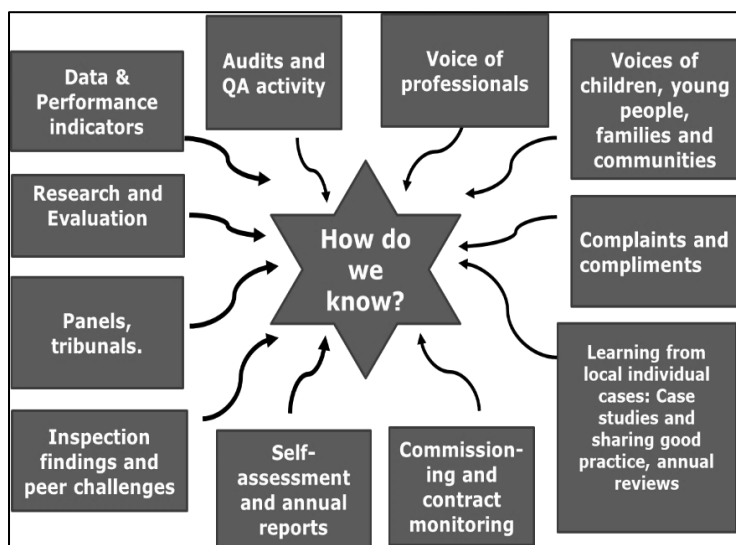 Data &
Performance
indicators
Audits and
QA activity
Voice of
professionals
Voices of
children, young
people,
families and
communities
Research and
Evaluation
How do
we
know?
Complaints and
compliments
Panels,
tribunals.
Learning from
local individual
cases: Case
studies and
sharing good
practice, annual
reviews
Inspection
findings and
peer challenges
Self-
assessment
and annual
reports
Commission-
ing and
contract
monitoring